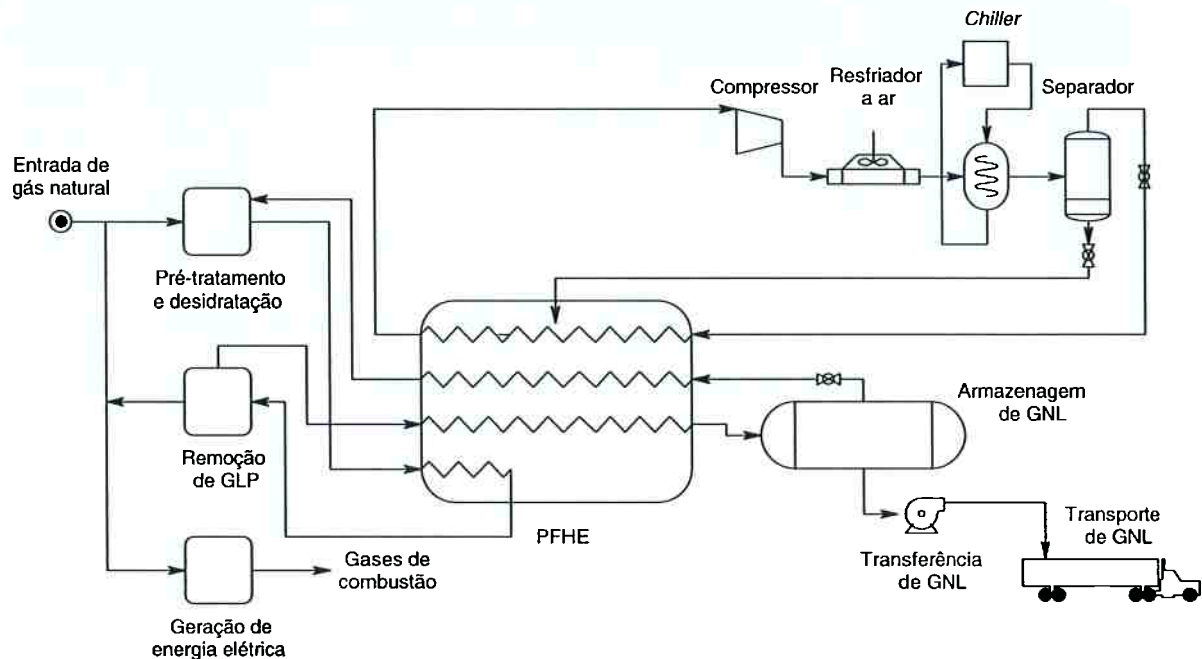 Chiller
Compressor
Resfriador
a ar
Separador
Entrada de
gás natural
Pré-tratamento
e desidratação
Remoção
de GLP
PFHE
Armazenagem
de GNL
Transferência
de GNL
Transporte
de GNL
Gases de
combustão
Geração de
energia elétrica